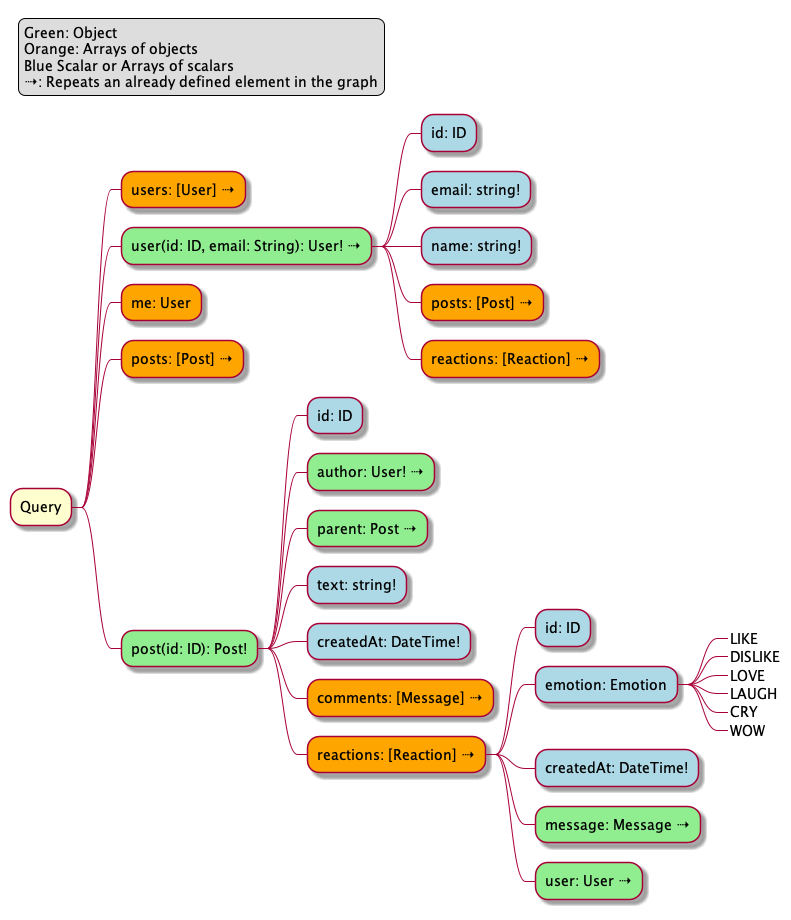 Green: Object
Orange: Arrays of objects
Blue Scalar or Arrays of scalars
⇢: Repeats an already defined element in the graph
Query
users: [User] ⇢
user(id: ID, email: String): User! ⇢
id: ID
email: string!
name: string!
posts: [Post] ⇢
reactions: [Reaction] ⇢
me: User
posts: [Post] ⇢
post(id: ID): Post!
id: ID
author: User! ⇢
parent: Post ⇢
text: string!
createdAt: DateTime!
comments: [Message] ⇢
reactions: [Reaction] ⇢
id: ID
emotion: Emotion
LIKE
DISLIKE
LOVE
LAUGH
CRY
WOW
createdAt: DateTime!
message: Message ⇢
user: User ⇢